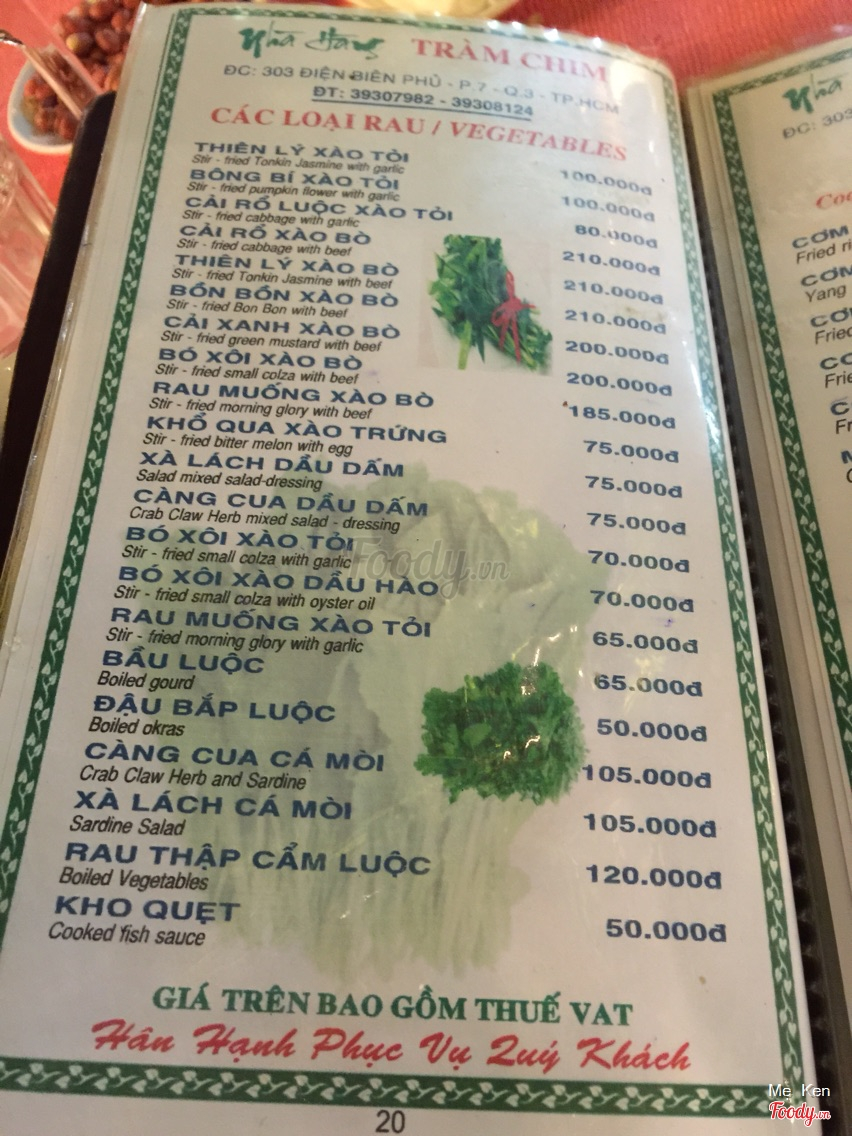 Nhà Hàng TRÀM CHIM
ĐC: 303 ĐIỆN BIÊN PHỦ - P.7 - Q.3 - TP.HCM
ĐT: 39307982 - 39308124
CÁC LOẠI RAU / VEGETABLES
THIÊN LÝ XÀO TỎI 100.000đ
Stir - fried Tonkin Jasmine with garlic
BÔNG BÍ XÀO TỎI 100.000đ
Stir - fried pumpkin flower with garlic
CẢI RỔ LUỘC XÀO TỎI 80.000đ
Stir - fried cabbage with garlic
CẢI RỔ XÀO BÒ 210.000đ
Stir - fried cabbage with beef
THIÊN LÝ XÀO BÒ 210.000đ
Stir - fried Tonkin Jasmine with beef
BỒN BỒN XÀO BÒ 210.000đ
Stir - fried Bon Bon with beef
CẢI XANH XÀO BÒ 200.000đ
Stir - fried green mustard with beef
BÓ XÔI XÀO BÒ 200.000đ
Stir - fried small colza with beef
RAU MUỐNG XÀO BÒ 185.000đ
Stir - fried morning glory with beef
KHỔ QUA XÀO TRỨNG 75.000đ
Stir - fried bitter melon with egg
XÀ LÁCH DẦU DẤM 75.000đ
Salad mixed salad-dressing
CÀNG CUA DẦU DẤM 75.000đ
Crab Claw Herb mixed salad - dressing
BÓ XÔI XÀO TỎI 70.000đ
Stir - fried small colza with garlic
BÓ XÔI XÀO DẦU HÀO 70.000đ
Stir - fried small colza with oyster oil
RAU MUỐNG XÀO TỎI 65.000đ
Stir - fried morning glory with garlic
BẦU LUỘC 65.000đ
Boiled gourd
ĐẬU BẮP LUỘC 50.000đ
Boiled okras
CÀNG CUA CÁ MÒI 105.000đ
Crab Claw Herb and Sardine
XÀ LÁCH CÁ MÒI 105.000đ
Sardine Salad
RAU THẬP CẨM LUỘC 120.000đ
Boiled Vegetables
KHO QUẸT 50.000đ
Cooked fish sauce
GIÁ TRÊN BAO GỒM THUẾ VAT
Hân Hạnh Phục Vụ Quý Khách
20
Foody.vn
Nhà
ĐC: 303
CƠM
Fried
CƠM
Yang
Mẹ Ken
Foody.vn